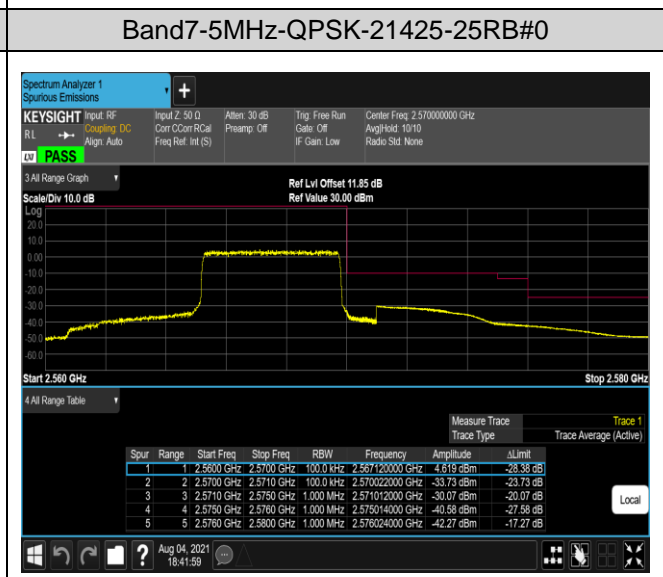 Band7-5MHz-QPSK-21425-25RB#0
Spectrum Analyzer 1
Spurious Emissions
+
KEYSIGHT Input: RF Input Z: 50 Ω Atten: 30 dB Trig: Free Run Center Freq: 2.570000000 GHz
RL Coupling: DC Corr CCorr RCal Preamp: Off Gate: Off Avg|Hold: 10/10
Align: Auto Freq Ref: Int (S) IF Gain: Low Radio Std: None
LXI PASS
3 All Range Graph
Ref Lvl Offset 11.85 dB
Scale/Div 10.0 dB Ref Value 30.00 dBm
Log
20.0
10.0
0.00
-10.0
-20.0
-30.0
-40.0
-50.0
-60.0
Start 2.560 GHz Stop 2.580 GHz
4 All Range Table
Measure Trace Trace 1
Trace Type Trace Average (Active)
Spur Range Start Freq Stop Freq RBW Frequency Amplitude ΔLimit
1 1 2.5600 GHz 2.5700 GHz 100.0 kHz 2.567120000 GHz 4.619 dBm -28.38 dB
2 2 2.5700 GHz 2.5710 GHz 100.0 kHz 2.570022000 GHz -33.73 dBm -23.73 dB
3 3 2.5710 GHz 2.5750 GHz 1.000 MHz 2.571012000 GHz -30.07 dBm -20.07 dB
4 4 2.5750 GHz 2.5760 GHz 1.000 MHz 2.575014000 GHz -40.58 dBm -27.58 dB
5 5 2.5760 GHz 2.5800 GHz 1.000 MHz 2.576024000 GHz -42.27 dBm -17.27 dB
Local
? Aug 04, 2021
18:41:59